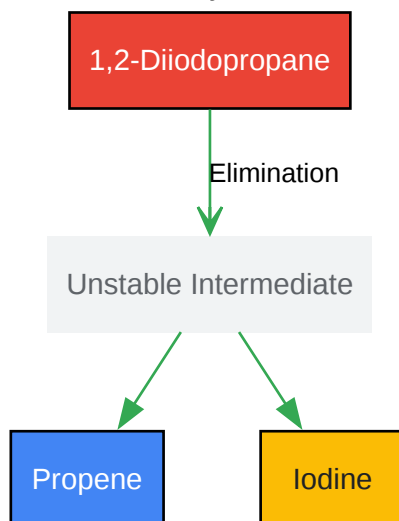 1,2-Diiodopropane
Elimination
Unstable Intermediate
Propene
Iodine